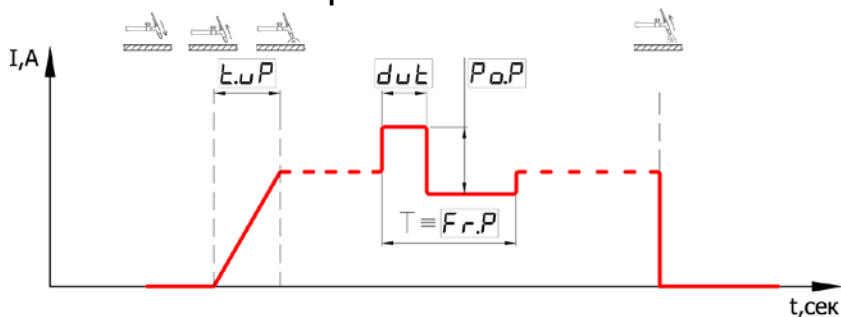 I,A
t.uP
dut
Po.P
T ≡ Fr.P
t,сек